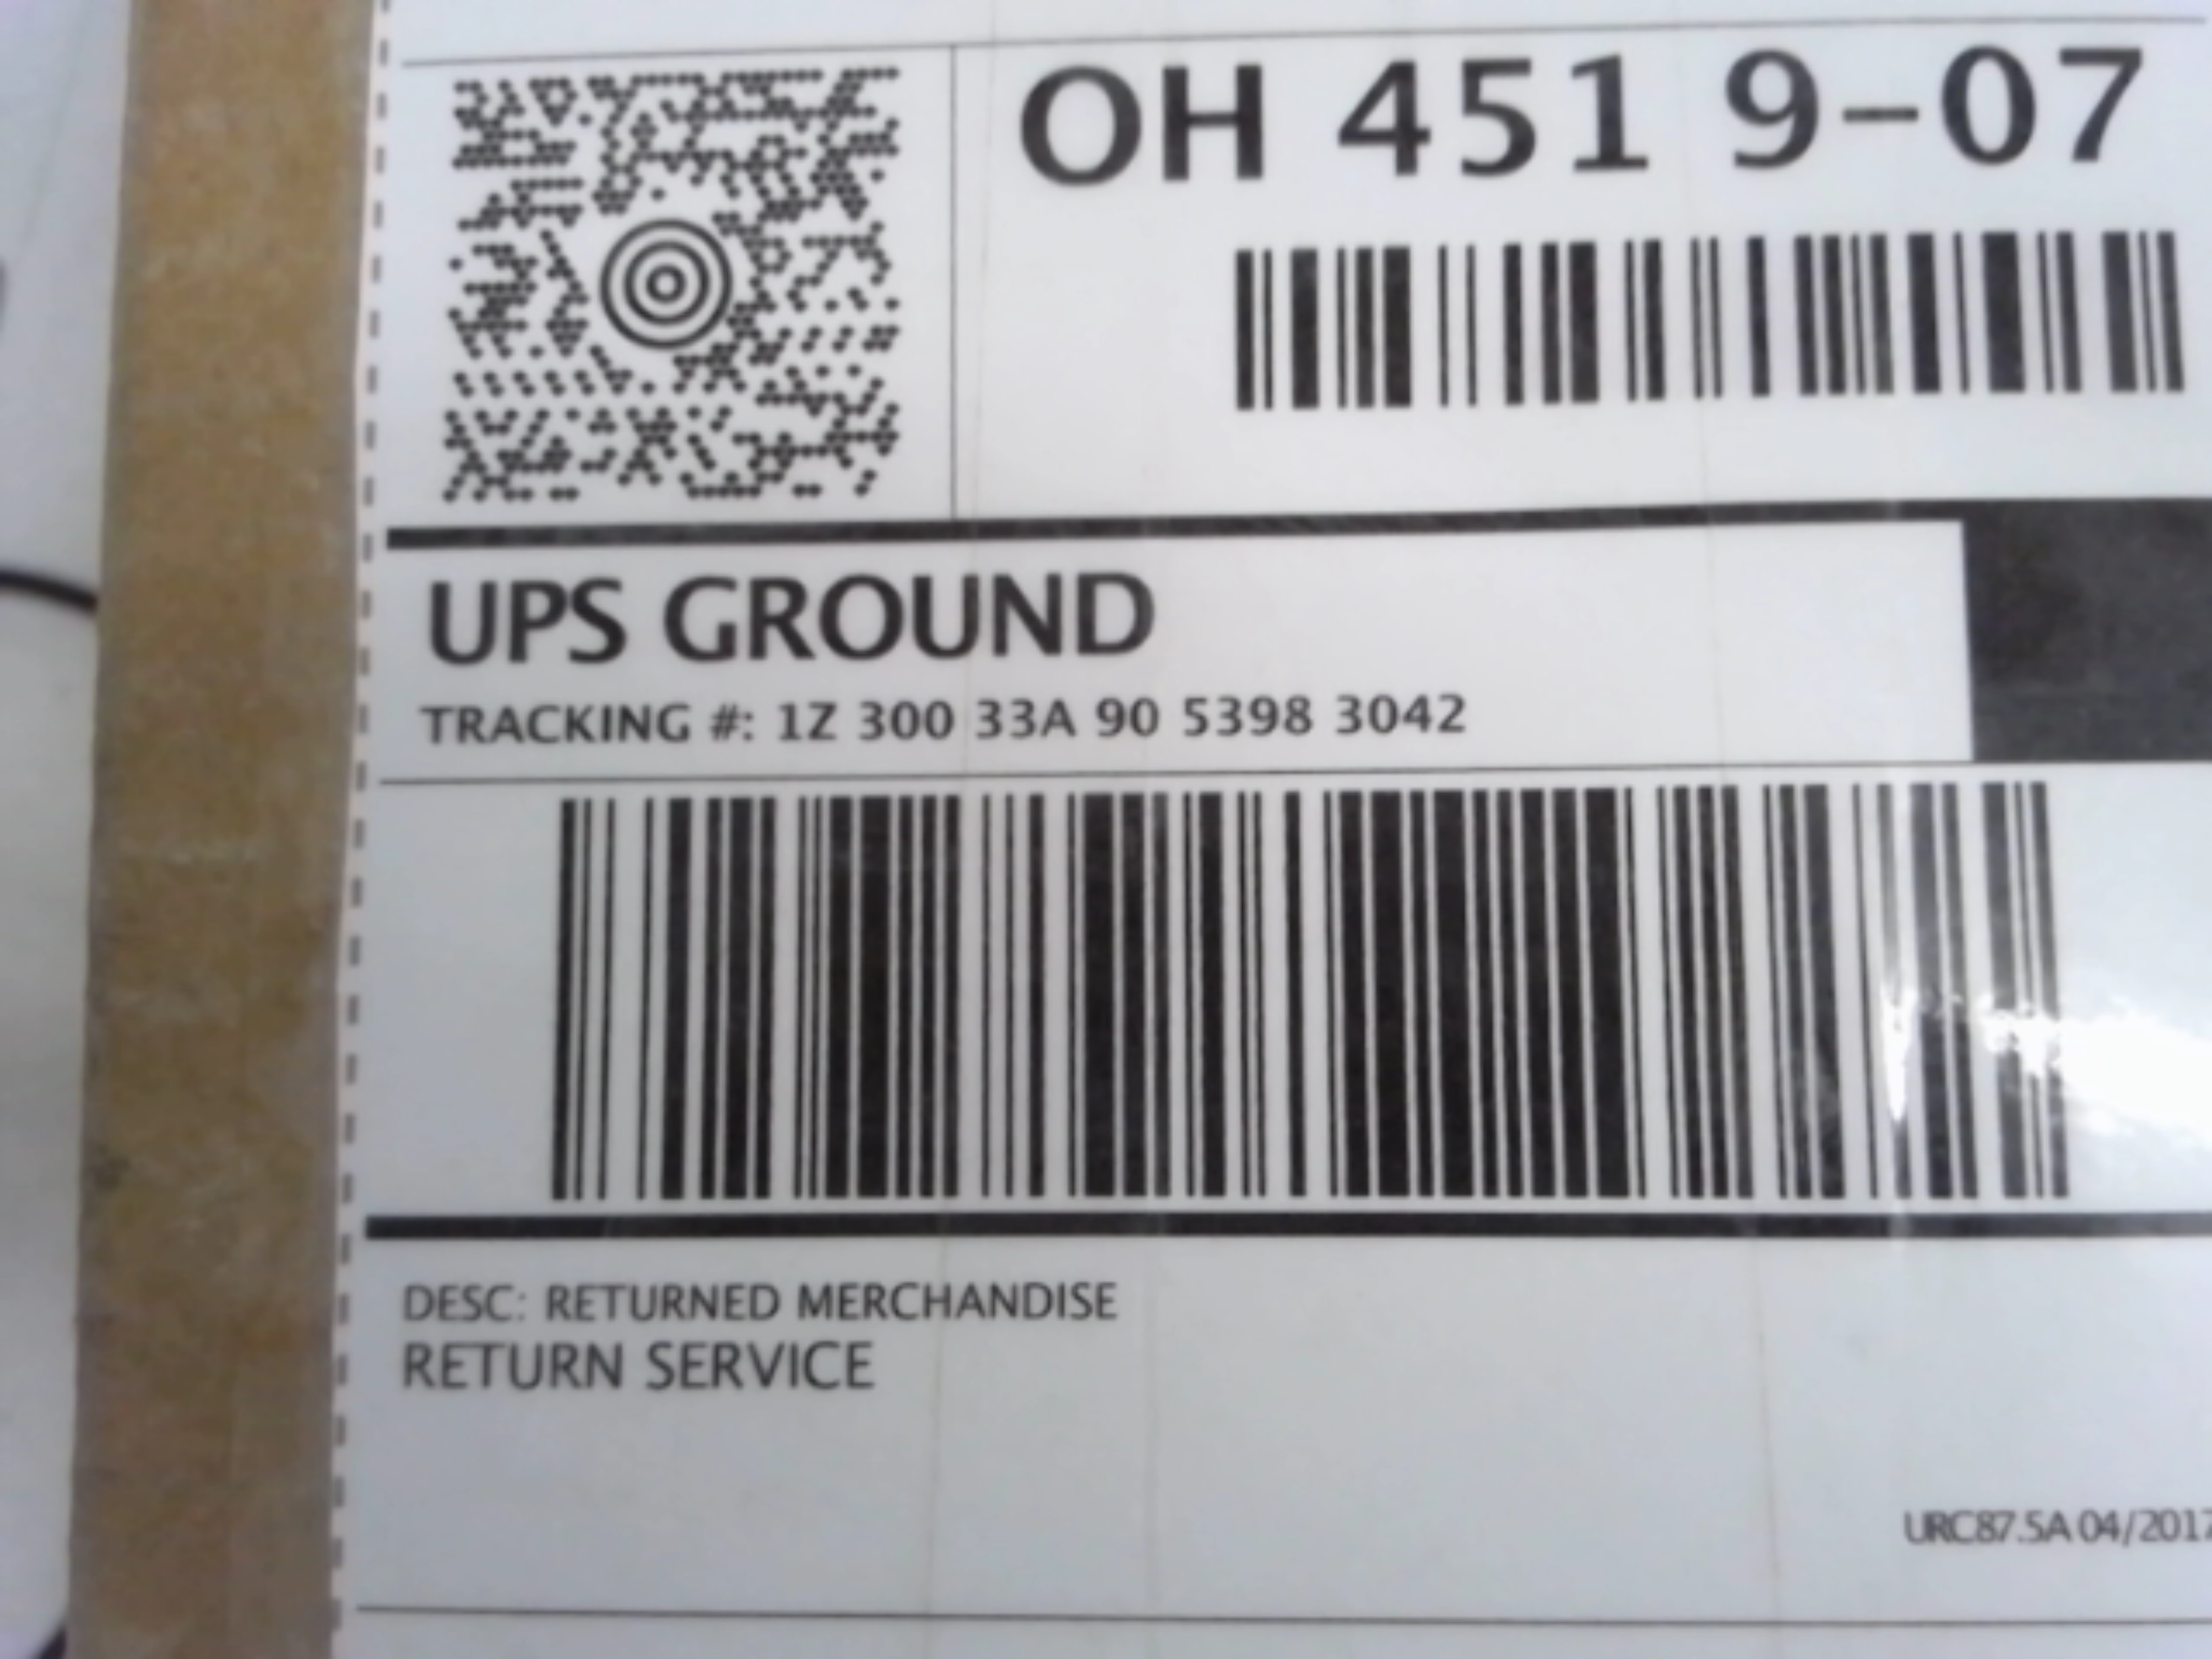 OH 451 9-07
UPS GROUND
TRACKING #: 1Z 300 33A 90 5398 3042
DESC: RETURNED MERCHANDISE
RETURN SERVICE
URC87.5A 04/2017